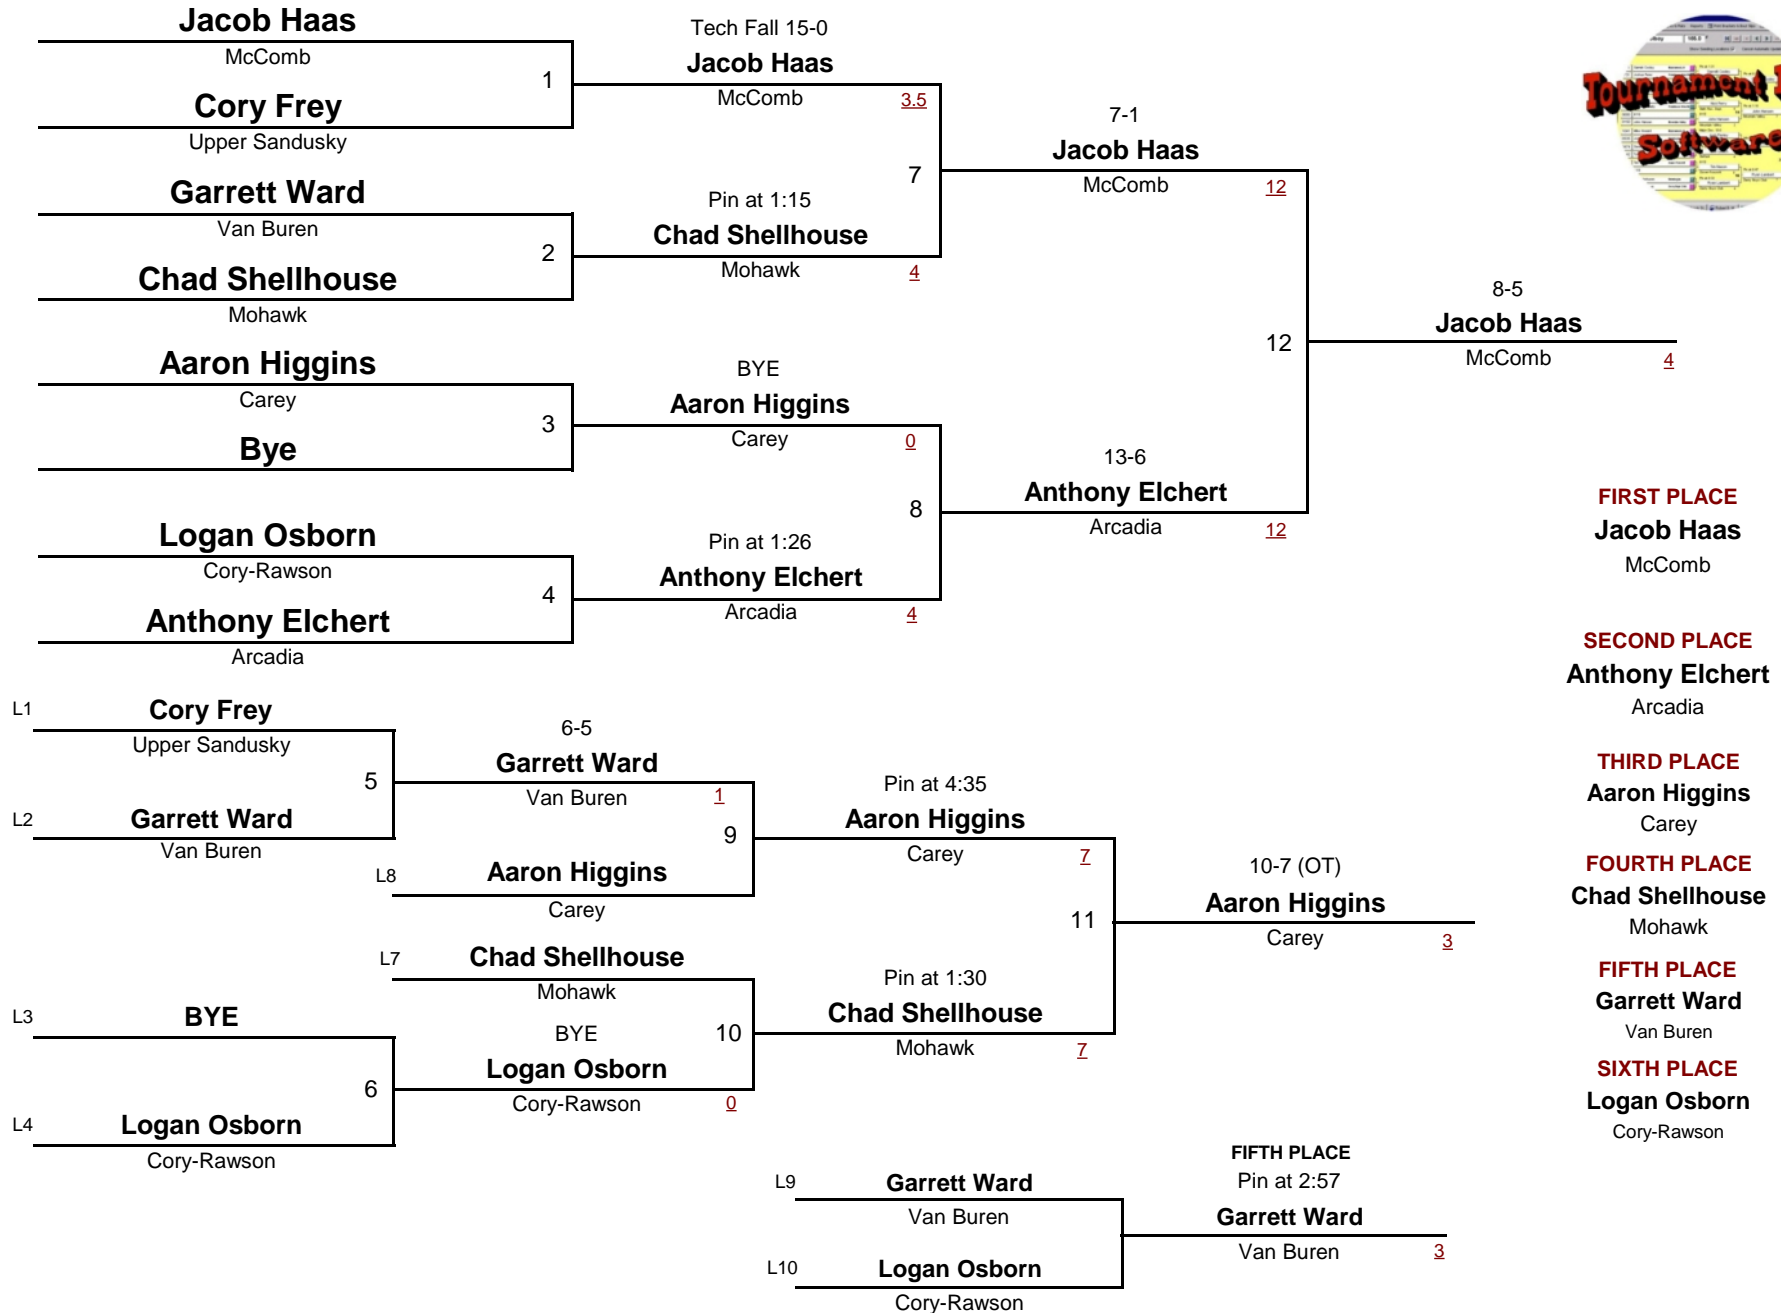 Jacob Haas
McComb
1
Cory Frey
Upper Sandusky
Garrett Ward
Van Buren
2
Chad Shellhouse
Mohawk
Aaron Higgins
Carey
3
Bye
Logan Osborn
Cory-Rawson
4
Anthony Elchert
Arcadia
Tech Fall 15-0
Jacob Haas
McComb 3.5
7
Pin at 1:15
Chad Shellhouse
Mohawk 4
BYE
Aaron Higgins
Carey 0
8
Pin at 1:26
Anthony Elchert
Arcadia 4
7-1
Jacob Haas
McComb 12
12
13-6
Anthony Elchert
Arcadia 12
8-5
Jacob Haas
McComb 4
Tournament
Software
L1 Cory Frey
Upper Sandusky
5
L2 Garrett Ward
Van Buren
L3 BYE
6
L4 Logan Osborn
Cory-Rawson
6-5
Garrett Ward
Van Buren 1
9
L8 Aaron Higgins
Carey
L7 Chad Shellhouse
Mohawk
BYE 10
Logan Osborn
Cory-Rawson 0
Pin at 4:35
Aaron Higgins
Carey 7
11
Pin at 1:30
Chad Shellhouse
Mohawk 7
10-7 (OT)
Aaron Higgins
Carey 3
L9 Garrett Ward
Van Buren
L10 Logan Osborn
Cory-Rawson
FIFTH PLACE
Pin at 2:57
Garrett Ward
Van Buren 3
FIRST PLACE
Jacob Haas
McComb
SECOND PLACE
Anthony Elchert
Arcadia
THIRD PLACE
Aaron Higgins
Carey
FOURTH PLACE
Chad Shellhouse
Mohawk
FIFTH PLACE
Garrett Ward
Van Buren
SIXTH PLACE
Logan Osborn
Cory-Rawson